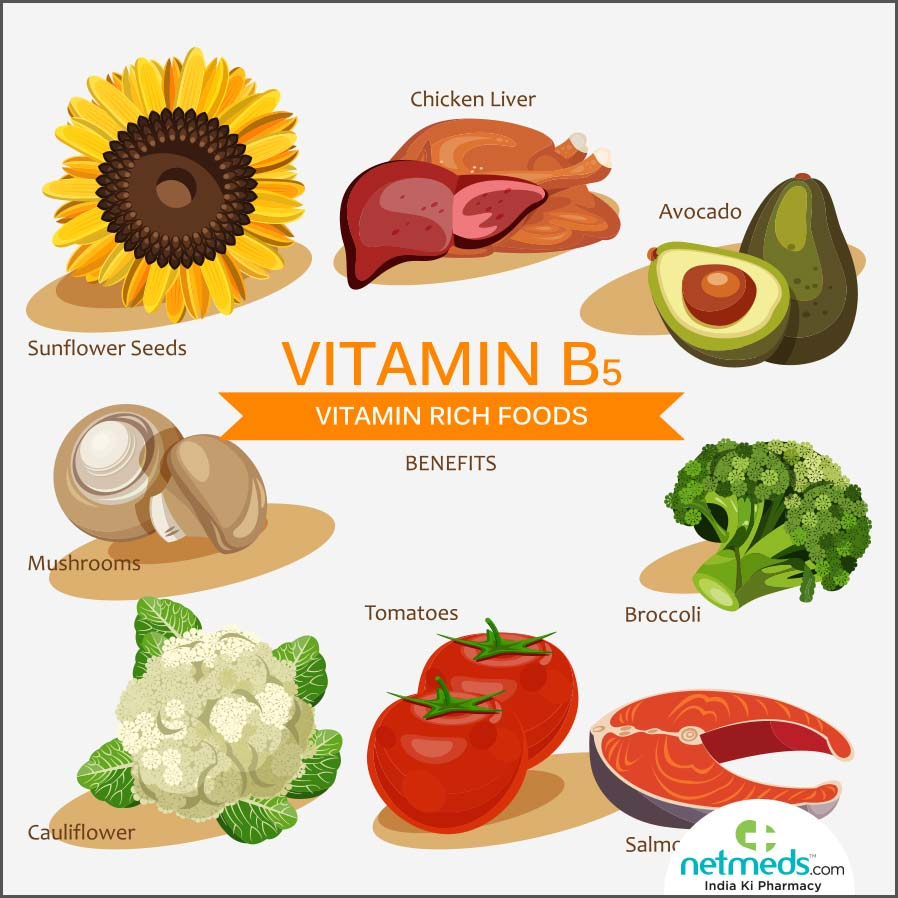 Chicken Liver
Avocado
Sunflower Seeds
VITAMIN B5
VITAMIN RICH FOODS
BENEFITS
Mushrooms
Tomatoes
Broccoli
Cauliflower
Salmo
netmeds.com™
India Ki Pharmacy